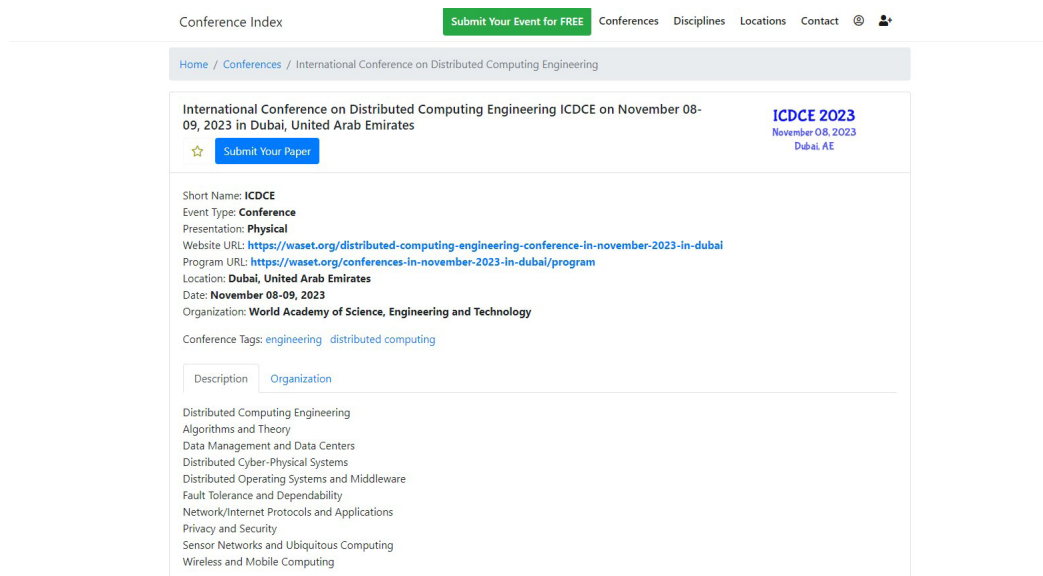 Conference Index
Submit Your Event for FREE
Conferences
Disciplines
Locations
Contact
Home / Conferences / International Conference on Distributed Computing Engineering
International Conference on Distributed Computing Engineering ICDCE on November 08-
09, 2023 in Dubai, United Arab Emirates
Submit Your Paper
ICDCE 2023
November 08, 2023
Dubai, AE
Short Name: ICDCE
Event Type: Conference
Presentation: Physical
Website URL: https://waset.org/distributed-computing-engineering-conference-in-november-2023-in-dubai
Program URL: https://waset.org/conferences-in-november-2023-in-dubai/program
Location: Dubai, United Arab Emirates
Date: November 08-09, 2023
Organization: World Academy of Science, Engineering and Technology
Conference Tags: engineering distributed computing
Description
Organization
Distributed Computing Engineering
Algorithms and Theory
Data Management and Data Centers
Distributed Cyber-Physical Systems
Distributed Operating Systems and Middleware
Fault Tolerance and Dependability
Network/Internet Protocols and Applications
Privacy and Security
Sensor Networks and Ubiquitous Computing
Wireless and Mobile Computing